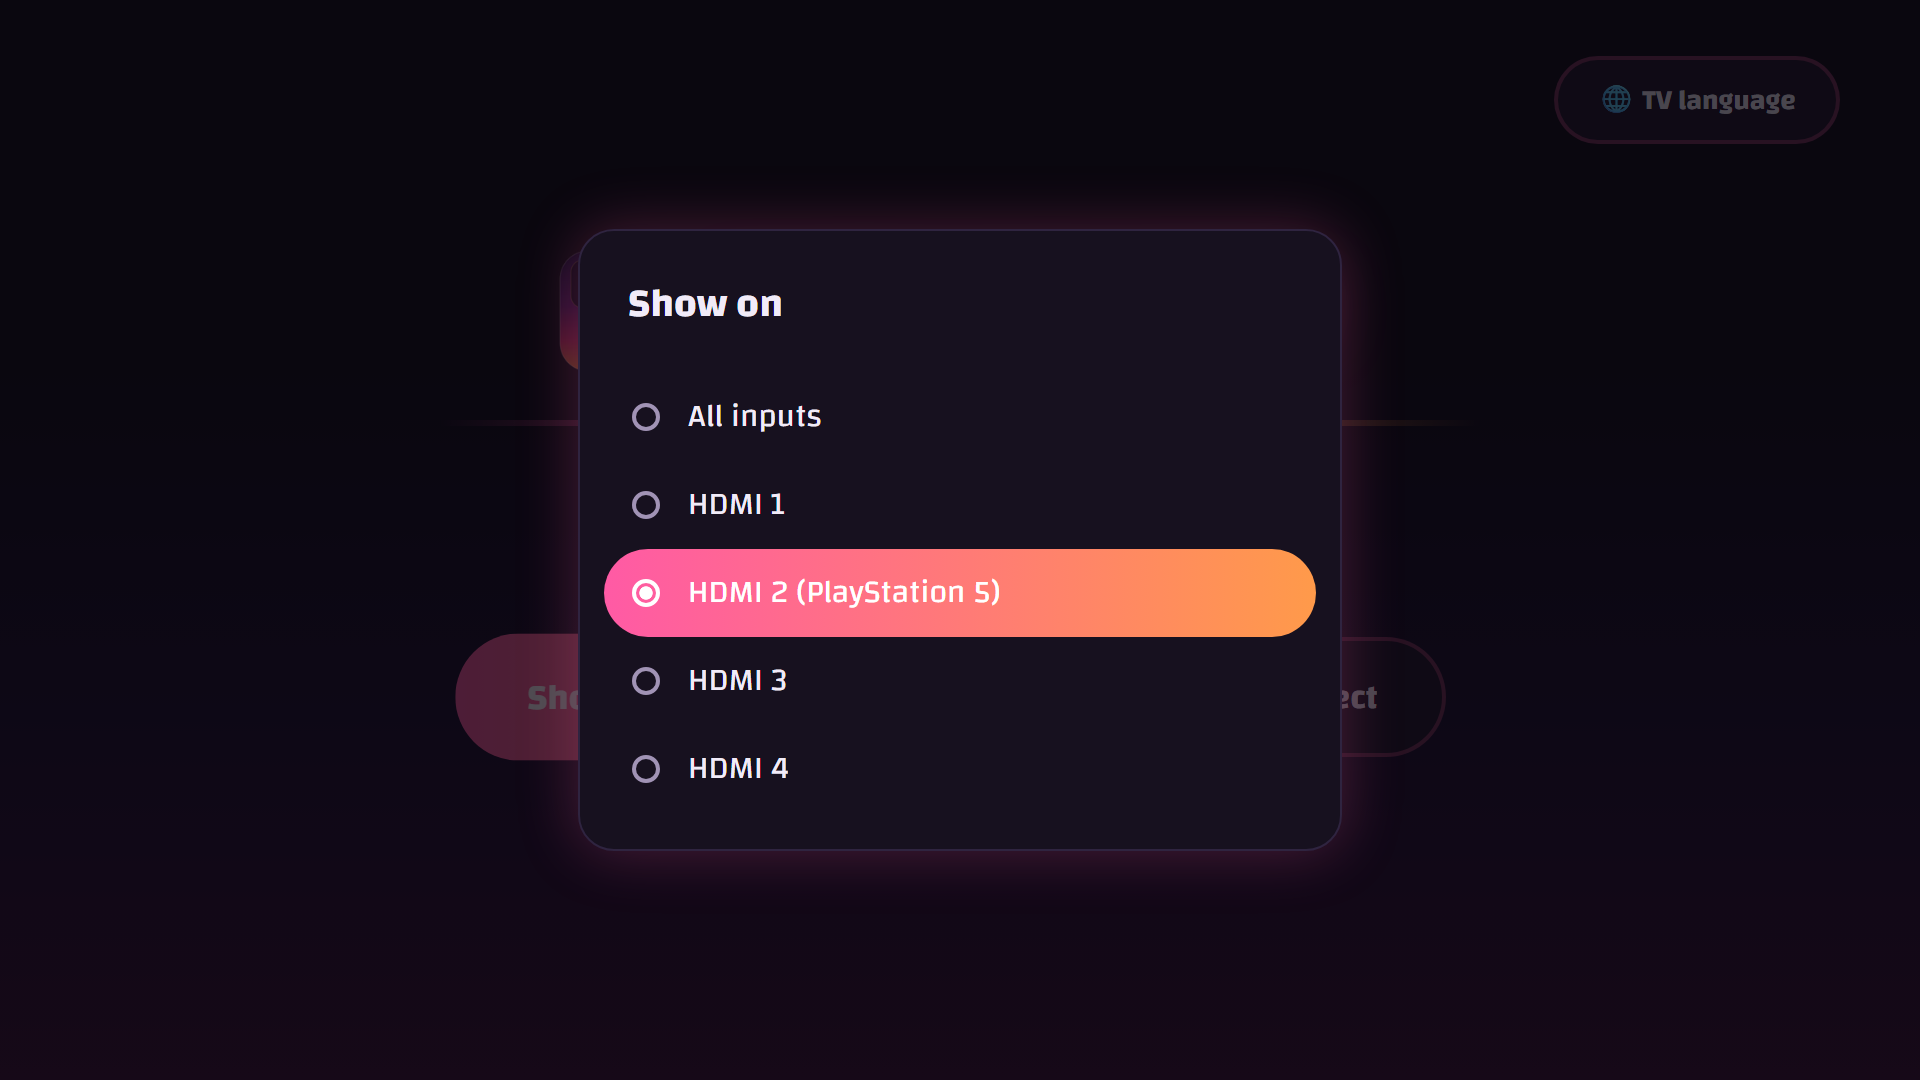 TV language
Show on
All inputs
HDMI 1
HDMI 2 (PlayStation 5)
HDMI 3
HDMI 4